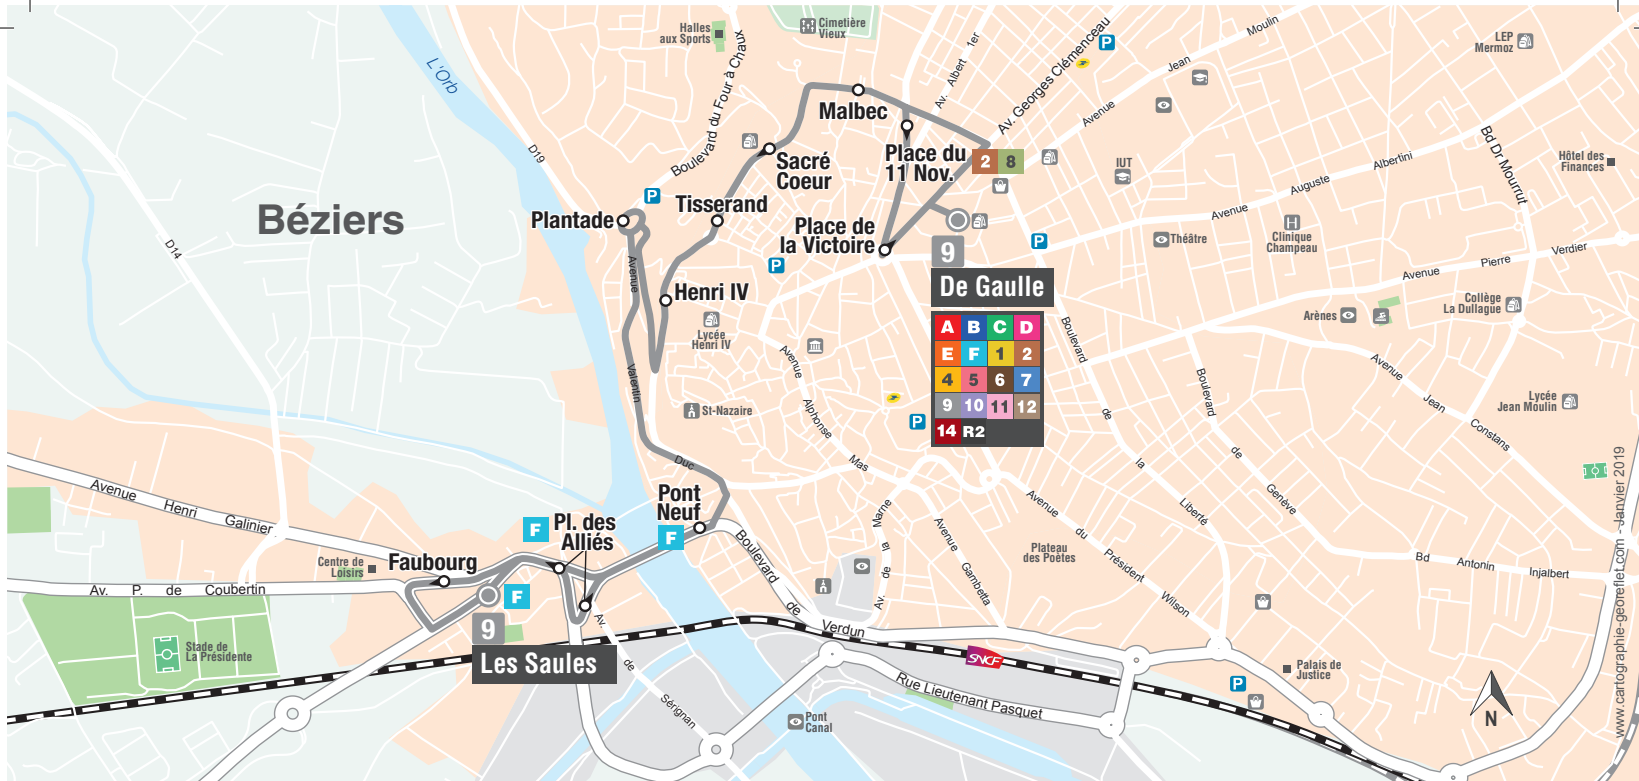 Halles
aux Sports
Cimetière
Vieux
L'Orb
Boulevard du Four à Chaux
Av. Albert 1er
Av. Georges Clémenceau
P
Avenue Jean Moulin
LEP
Mermoz
D19
D14
Béziers
Malbec
Sacré
Coeur
Place du
11 Nov.
2 8
IUT
Bd Dr Mourrut
Hôtel des
Finances
P
Plantade
Tisserand
Place de
la Victoire
P
P
9
De Gaulle
A B C D
E F 1 2
4 5 6 7
9 10 11 12
14 R2
Avenue Auguste Albertini
Théâtre
H
Clinique
Champeau
Avenue Pierre Verdier
Collège
La Dullague
Arènes
Henri IV
Lycée
Henri IV
Avenue Valentin Duc
St-Nazaire
Avenue Alphonse Mas
P
Boulevard de la Liberté
Boulevard de Genève
Avenue Jean Constans
Lycée
Jean Moulin
Avenue Henri Galinier
Centre de
Loisirs
Av. P. de Coubertin
Faubourg
F
Pl. des
Alliés
Pont
Neuf
F
F
9
Les Saules
Stade de
La Présidente
Av. de Sérignan
Boulevard de Verdun
Av. de la Marne
Avenue Gambetta
Plateau
des Poètes
Avenue du Président Wilson
Bd Antonin Injalbert
SNCF
Rue Lieutenant Pasquet
Pont
Canal
P
Palais de
Justice
N
www.cartographie-georeflet.com - Janvier 2019